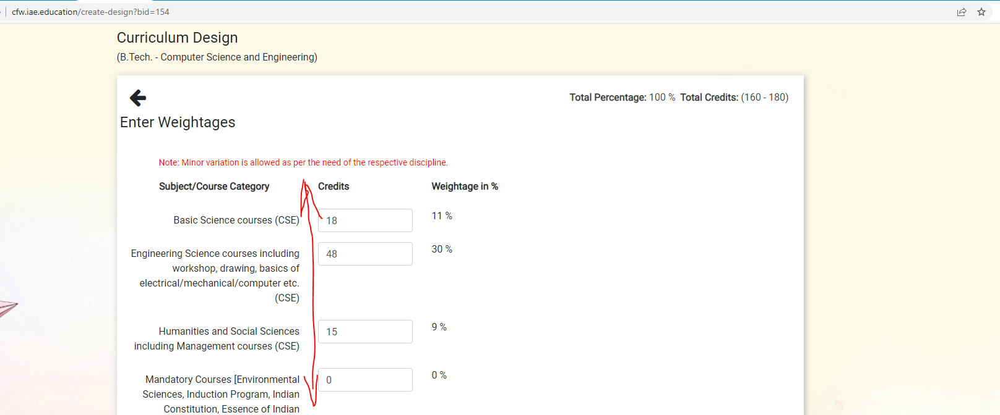 cfw.iae.education/create-design?bid=154
Curriculum Design
(B.Tech. - Computer Science and Engineering)
Total Percentage: 100 % Total Credits: (160 - 180)
Enter Weightages
Note: Minor variation is allowed as per the need of the respective discipline.
Subject/Course Category Credits Weightage in %
Basic Science courses (CSE) 18 11 %
Engineering Science courses including 48 30 %
workshop, drawing, basics of
electrical/mechanical/computer etc.
(CSE)
Humanities and Social Sciences 15 9 %
including Management courses (CSE)
Mandatory Courses [Environmental 0 0 %
Sciences, Induction Program, Indian
Constitution, Essence of Indian